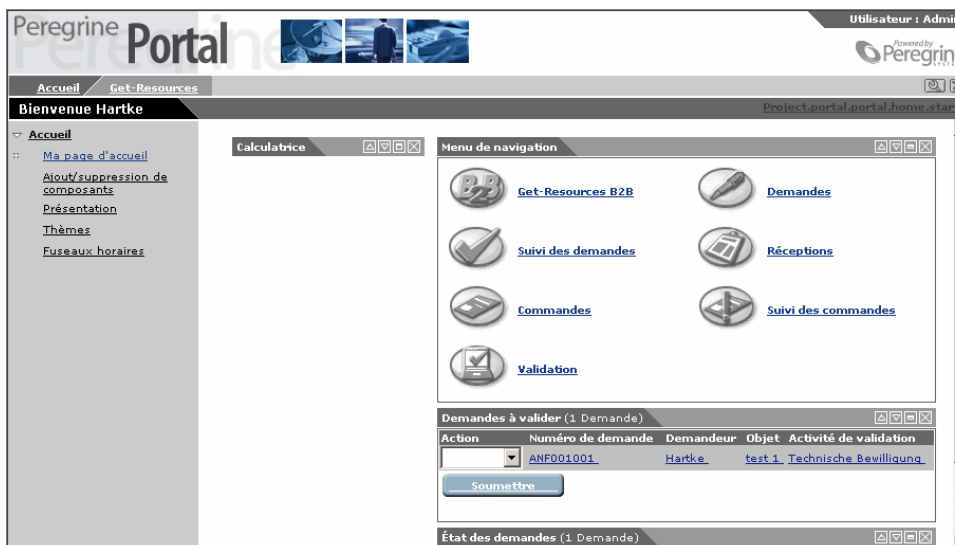 Peregrine Portal
Utilisateur : Admi
Powered by
Peregrin
Accueil Get-Resources
Bienvenue Hartke
Project.portal.portal.home.star
Accueil
Ma page d'accueil
Ajout/suppression de
composants
Présentation
Thèmes
Fuseaux horaires
Calculatrice
Menu de navigation
Get-Resources B2B
Demandes
Suivi des demandes
Réceptions
Commandes
Suivi des commandes
Validation
Demandes à valider (1 Demande)
Action Numéro de demande Demandeur Objet Activité de validation
ANF001001 Hartke test 1 Technische Bewilligung
Soumettre
État des demandes (1 Demande)